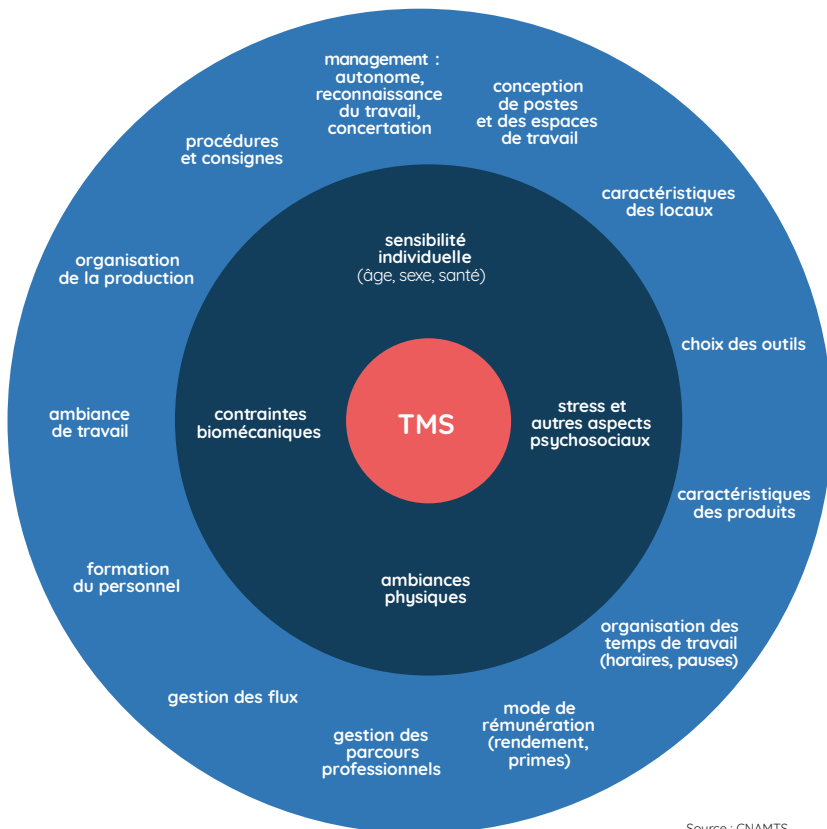 management :
autonome,
reconnaissance
du travail,
concertation
conception
de postes
et des espaces
de travail
procédures
et consignes
caractéristiques
des locaux
sensibilité
individuelle
(âge, sexe, santé)
organisation
de la production
choix des outils
ambiance
de travail
contraintes
biomécaniques
TMS
stress et
autres aspects
psychosociaux
caractéristiques
des produits
formation
du personnel
ambiances
physiques
organisation des
temps de travail
(horaires, pauses)
gestion des flux
mode de
rémunération
(rendement,
primes)
gestion des
parcours
professionnels
Source : CNAMTS